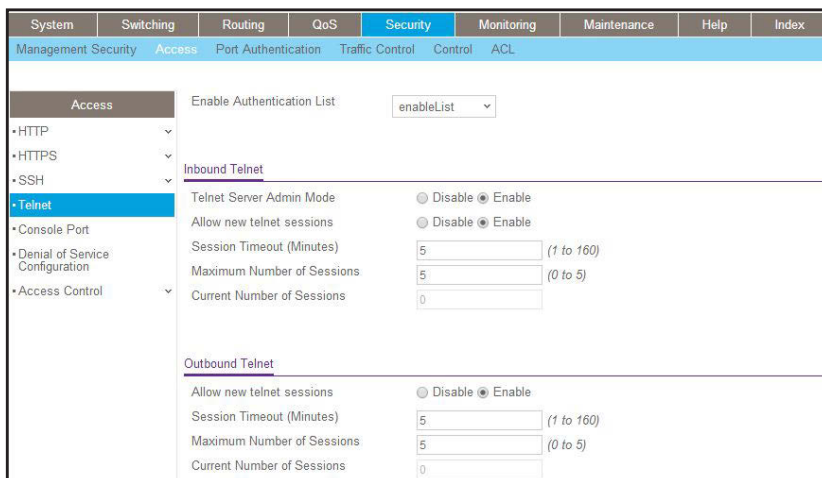 System Switching Routing QoS Security Monitoring Maintenance Help Index
Management Security Access Port Authentication Traffic Control Control ACL
Access
HTTP
HTTPS
SSH
Telnet
Console Port
Denial of Service
Configuration
Access Control
Enable Authentication List enableList
Inbound Telnet
Telnet Server Admin Mode Disable Enable
Allow new telnet sessions Disable Enable
Session Timeout (Minutes) 5 (1 to 160)
Maximum Number of Sessions 5 (0 to 5)
Current Number of Sessions 0
Outbound Telnet
Allow new telnet sessions Disable Enable
Session Timeout (Minutes) 5 (1 to 160)
Maximum Number of Sessions 5 (0 to 5)
Current Number of Sessions 0